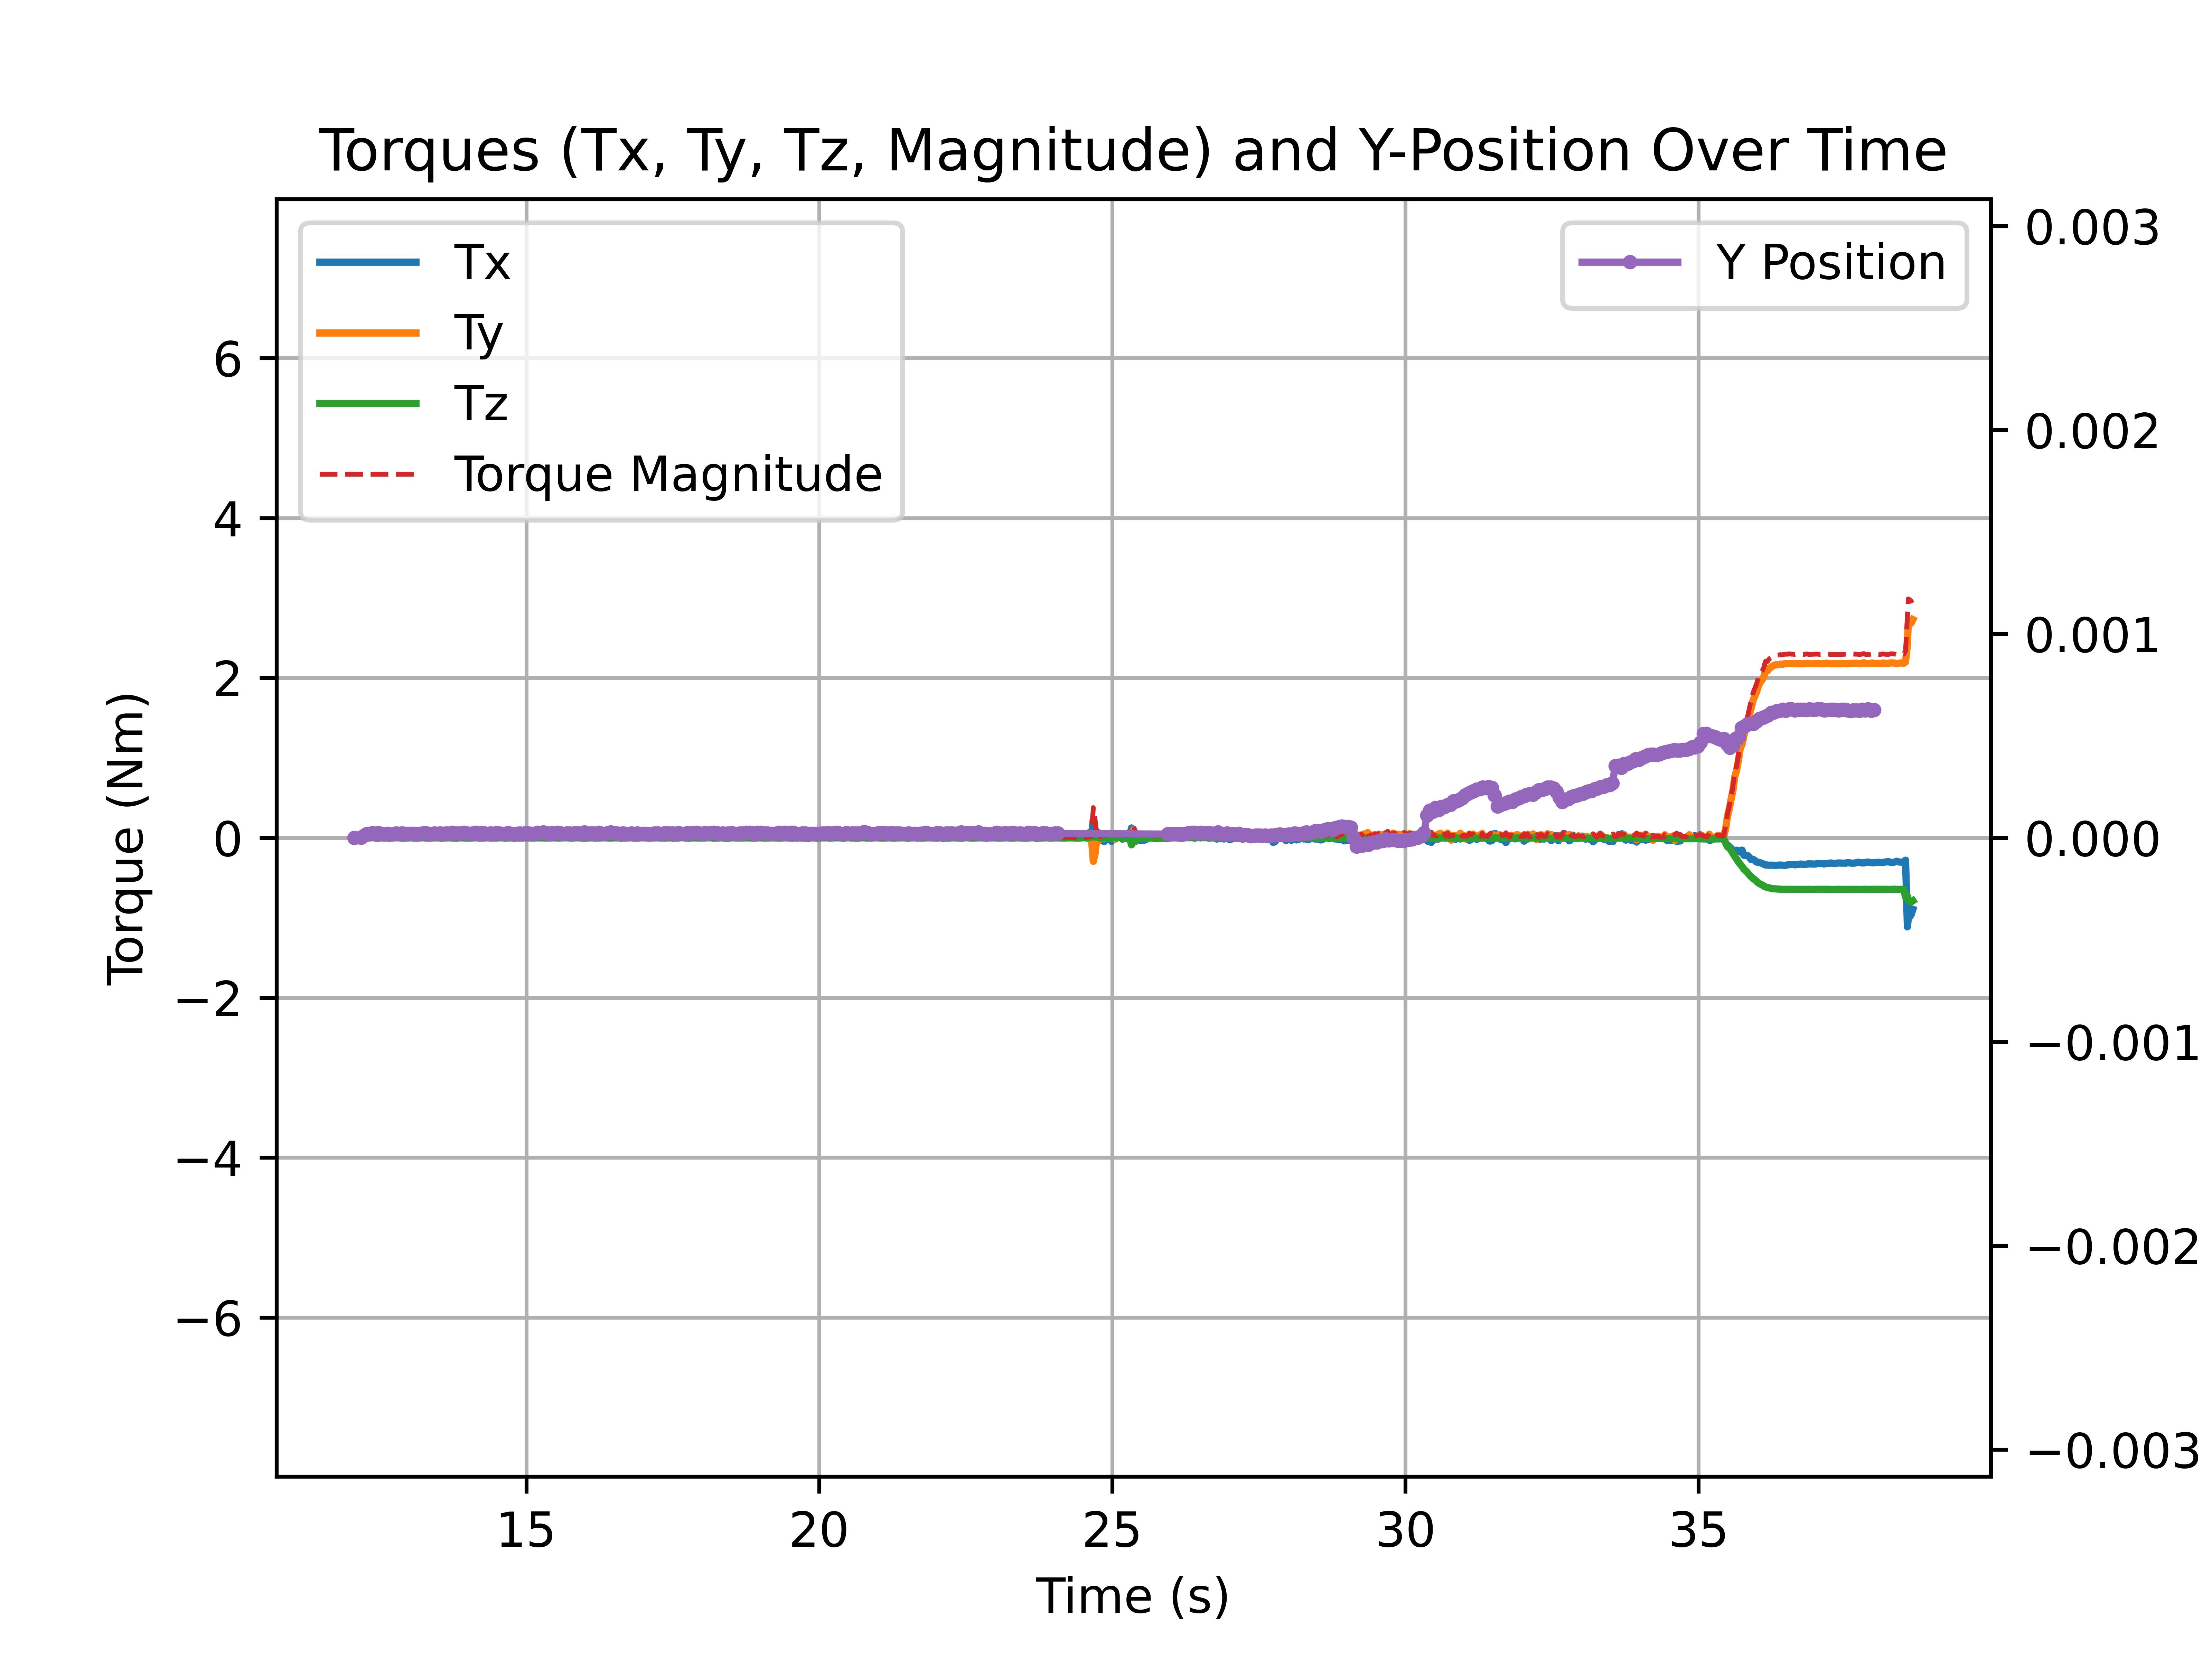 Torques (Tx, Ty, Tz, Magnitude) and Y-Position Over Time
Tx
Ty
Tz
Torque Magnitude
Y Position
Torque (Nm)
6
4
2
0
−2
−4
−6
0.003
0.002
0.001
0.000
−0.001
−0.002
−0.003
15 20 25 30 35
Time (s)